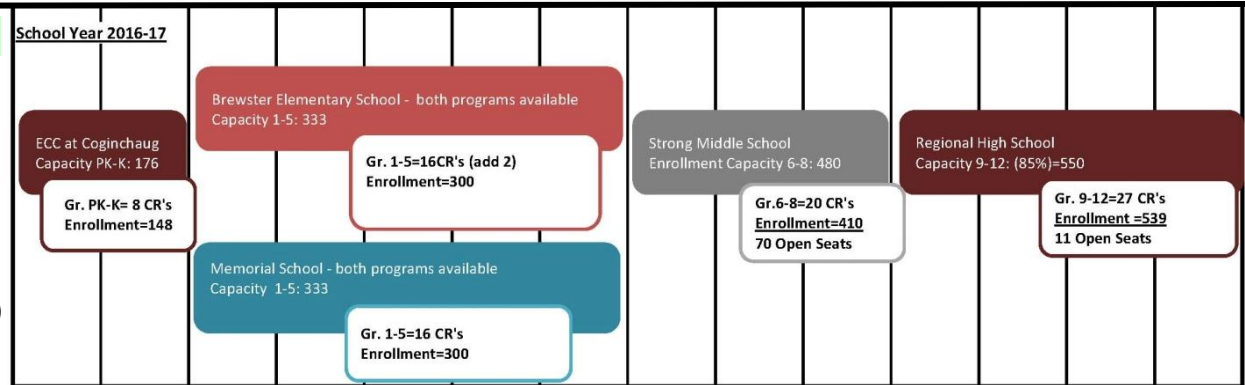 School Year 2016-17
ECC at Coginchaug
Capacity PK-K: 176
Gr. PK-K= 8 CR's
Enrollment=148
Brewster Elementary School - both programs available
Capacity 1-5: 333
Gr. 1-5=16CR's (add 2)
Enrollment=300
Memorial School - both programs available
Capacity 1-5: 333
Gr. 1-5=16 CR's
Enrollment=300
Strong Middle School
Enrollment Capacity 6-8: 480
Gr.6-8=20 CR's
Enrollment=410
70 Open Seats
Regional High School
Capacity 9-12: (85%)=550
Gr. 9-12=27 CR's
Enrollment =539
11 Open Seats